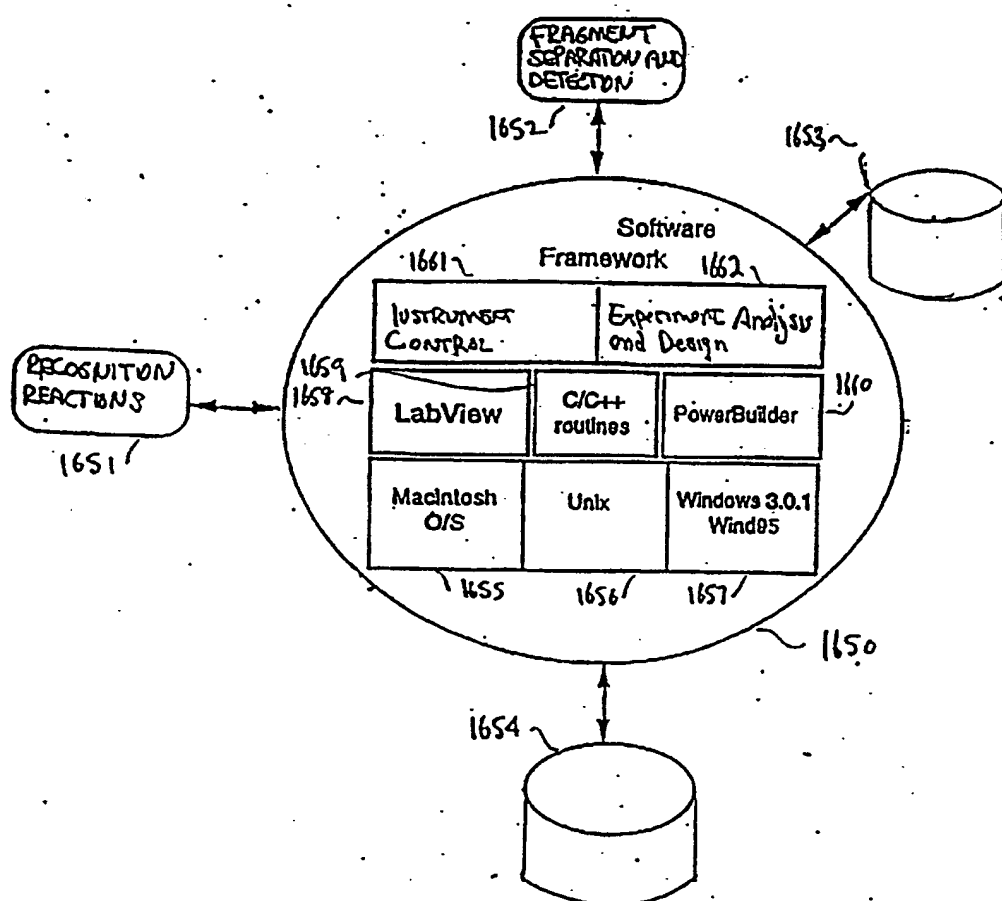 FRAGMENT
SEPARATION AND
DETECTION
1652
1653
Software
Framework
1661
1662
INSTRUMENT
CONTROL
Experiment Analysis
and Design
RECOGNITION
REACTIONS
1651
1659
1658
LabView
C/C++
routines
PowerBuilder
1660
Macintosh
O/S
Unix
Windows 3.0.1
Wind95
1655
1656
1657
1650
1654